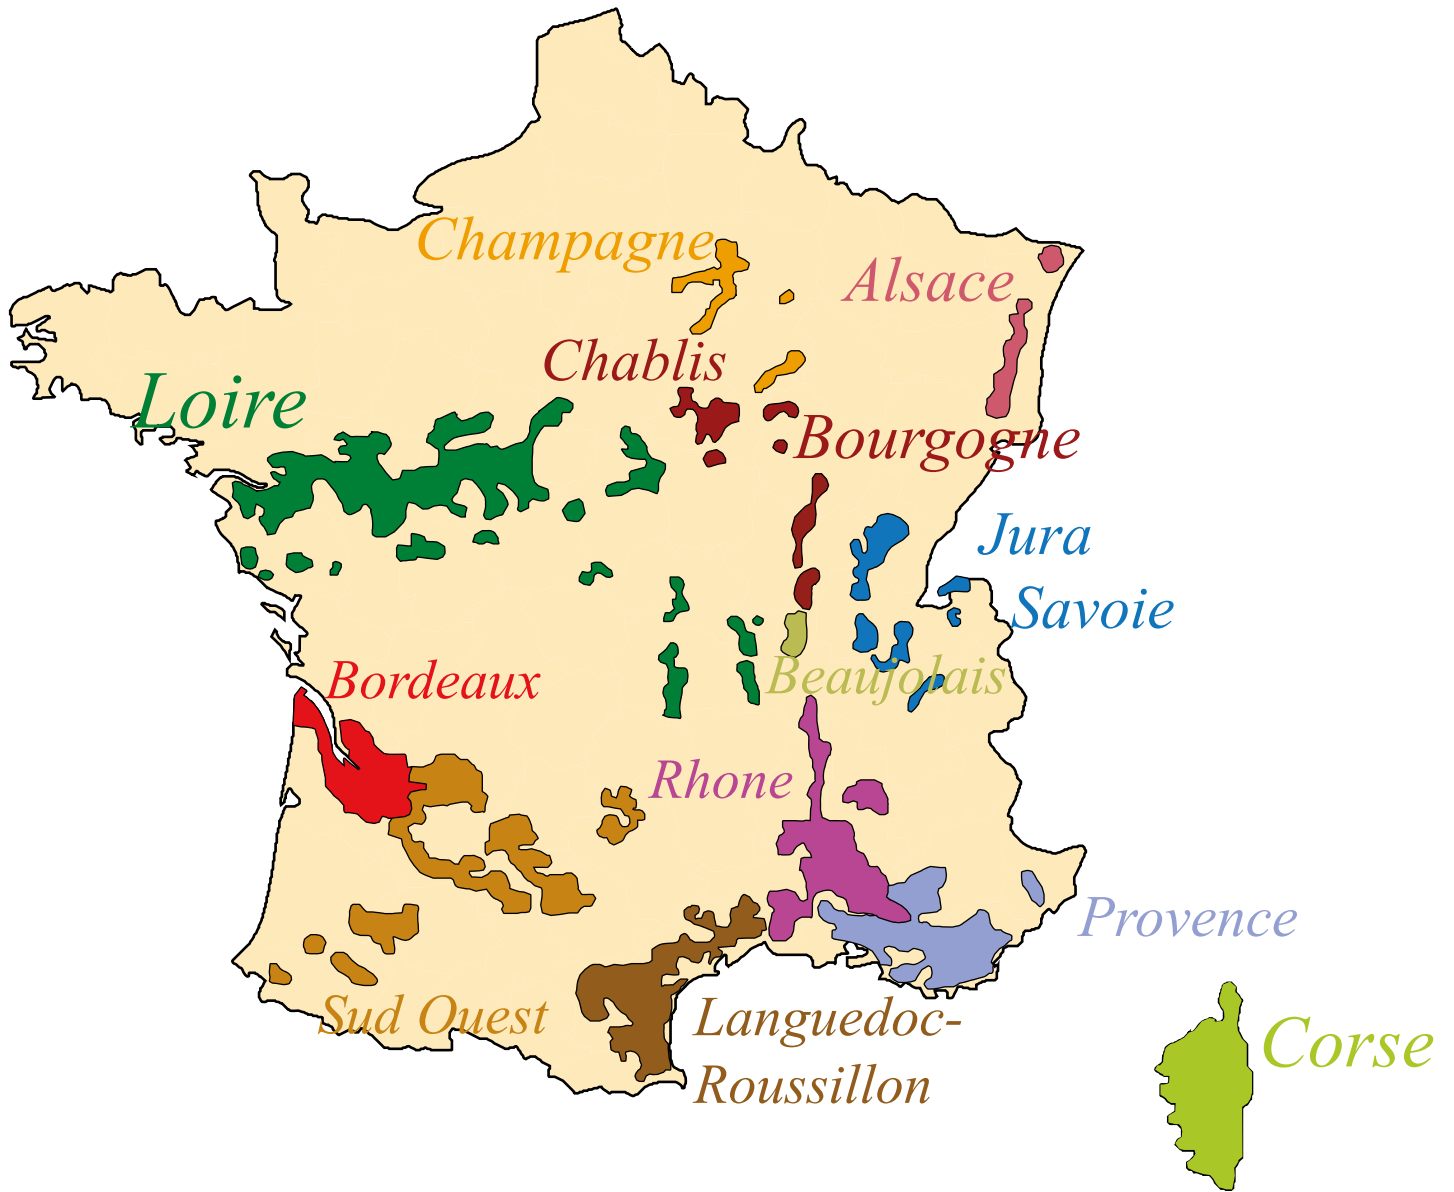 Champagne
Alsace
Chablis
Loire
Bourgogne
Jura
Savoie
Bordeaux
Beaujolais
Rhone
Provence
Sud Ouest
Languedoc-
Roussillon
Corse